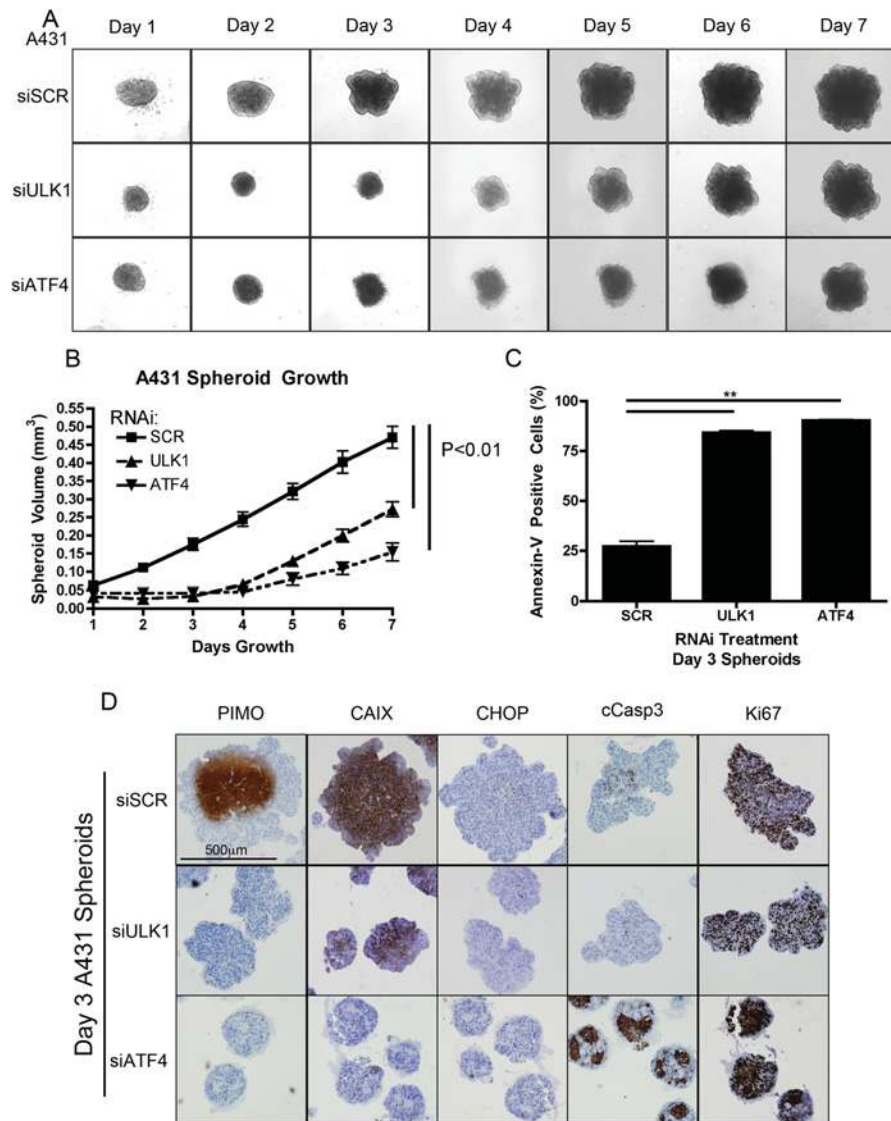 A
A431
Day 1 Day 2 Day 3 Day 4 Day 5 Day 6 Day 7
siSCR
siULK1
siATF4
B
A431 Spheroid Growth
Spheroid Volume (mm³)
0.55
0.50
0.45
0.40
0.35
0.30
0.25
0.20
0.15
0.10
0.05
0.00
RNAi:
SCR
ULK1
ATF4
P<0.01
1 2 3 4 5 6 7
Days Growth
C
Annexin-V Positive Cells (%)
100
75
50
25
0
**
SCR ULK1 ATF4
RNAi Treatment
Day 3 Spheroids
D
PIMO CAIX CHOP cCasp3 Ki67
Day 3 A431 Spheroids
siSCR
500μm
siULK1
siATF4